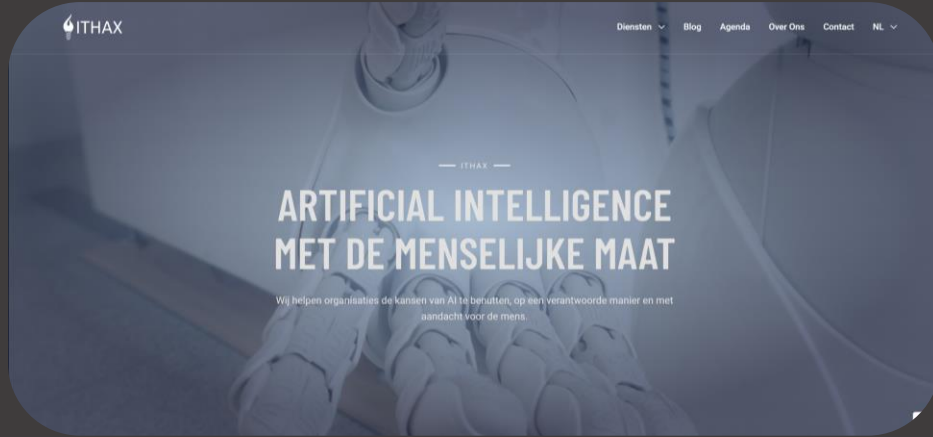 ITHAX
Diensten Blog Agenda Over Ons Contact NL
ITHAX
ARTIFICIAL INTELLIGENCE
MET DE MENSELIJKE MAAT
Wij helpen organisaties de kansen van AI te benutten, op een verantwoorde manier en met
aandacht voor de mens.